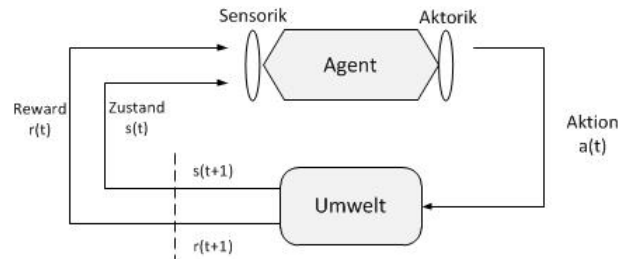 Sensorik
Aktorik
Agent
Reward
r(t)
Zustand
s(t)
Aktion
a(t)
s(t+1)
Umwelt
r(t+1)